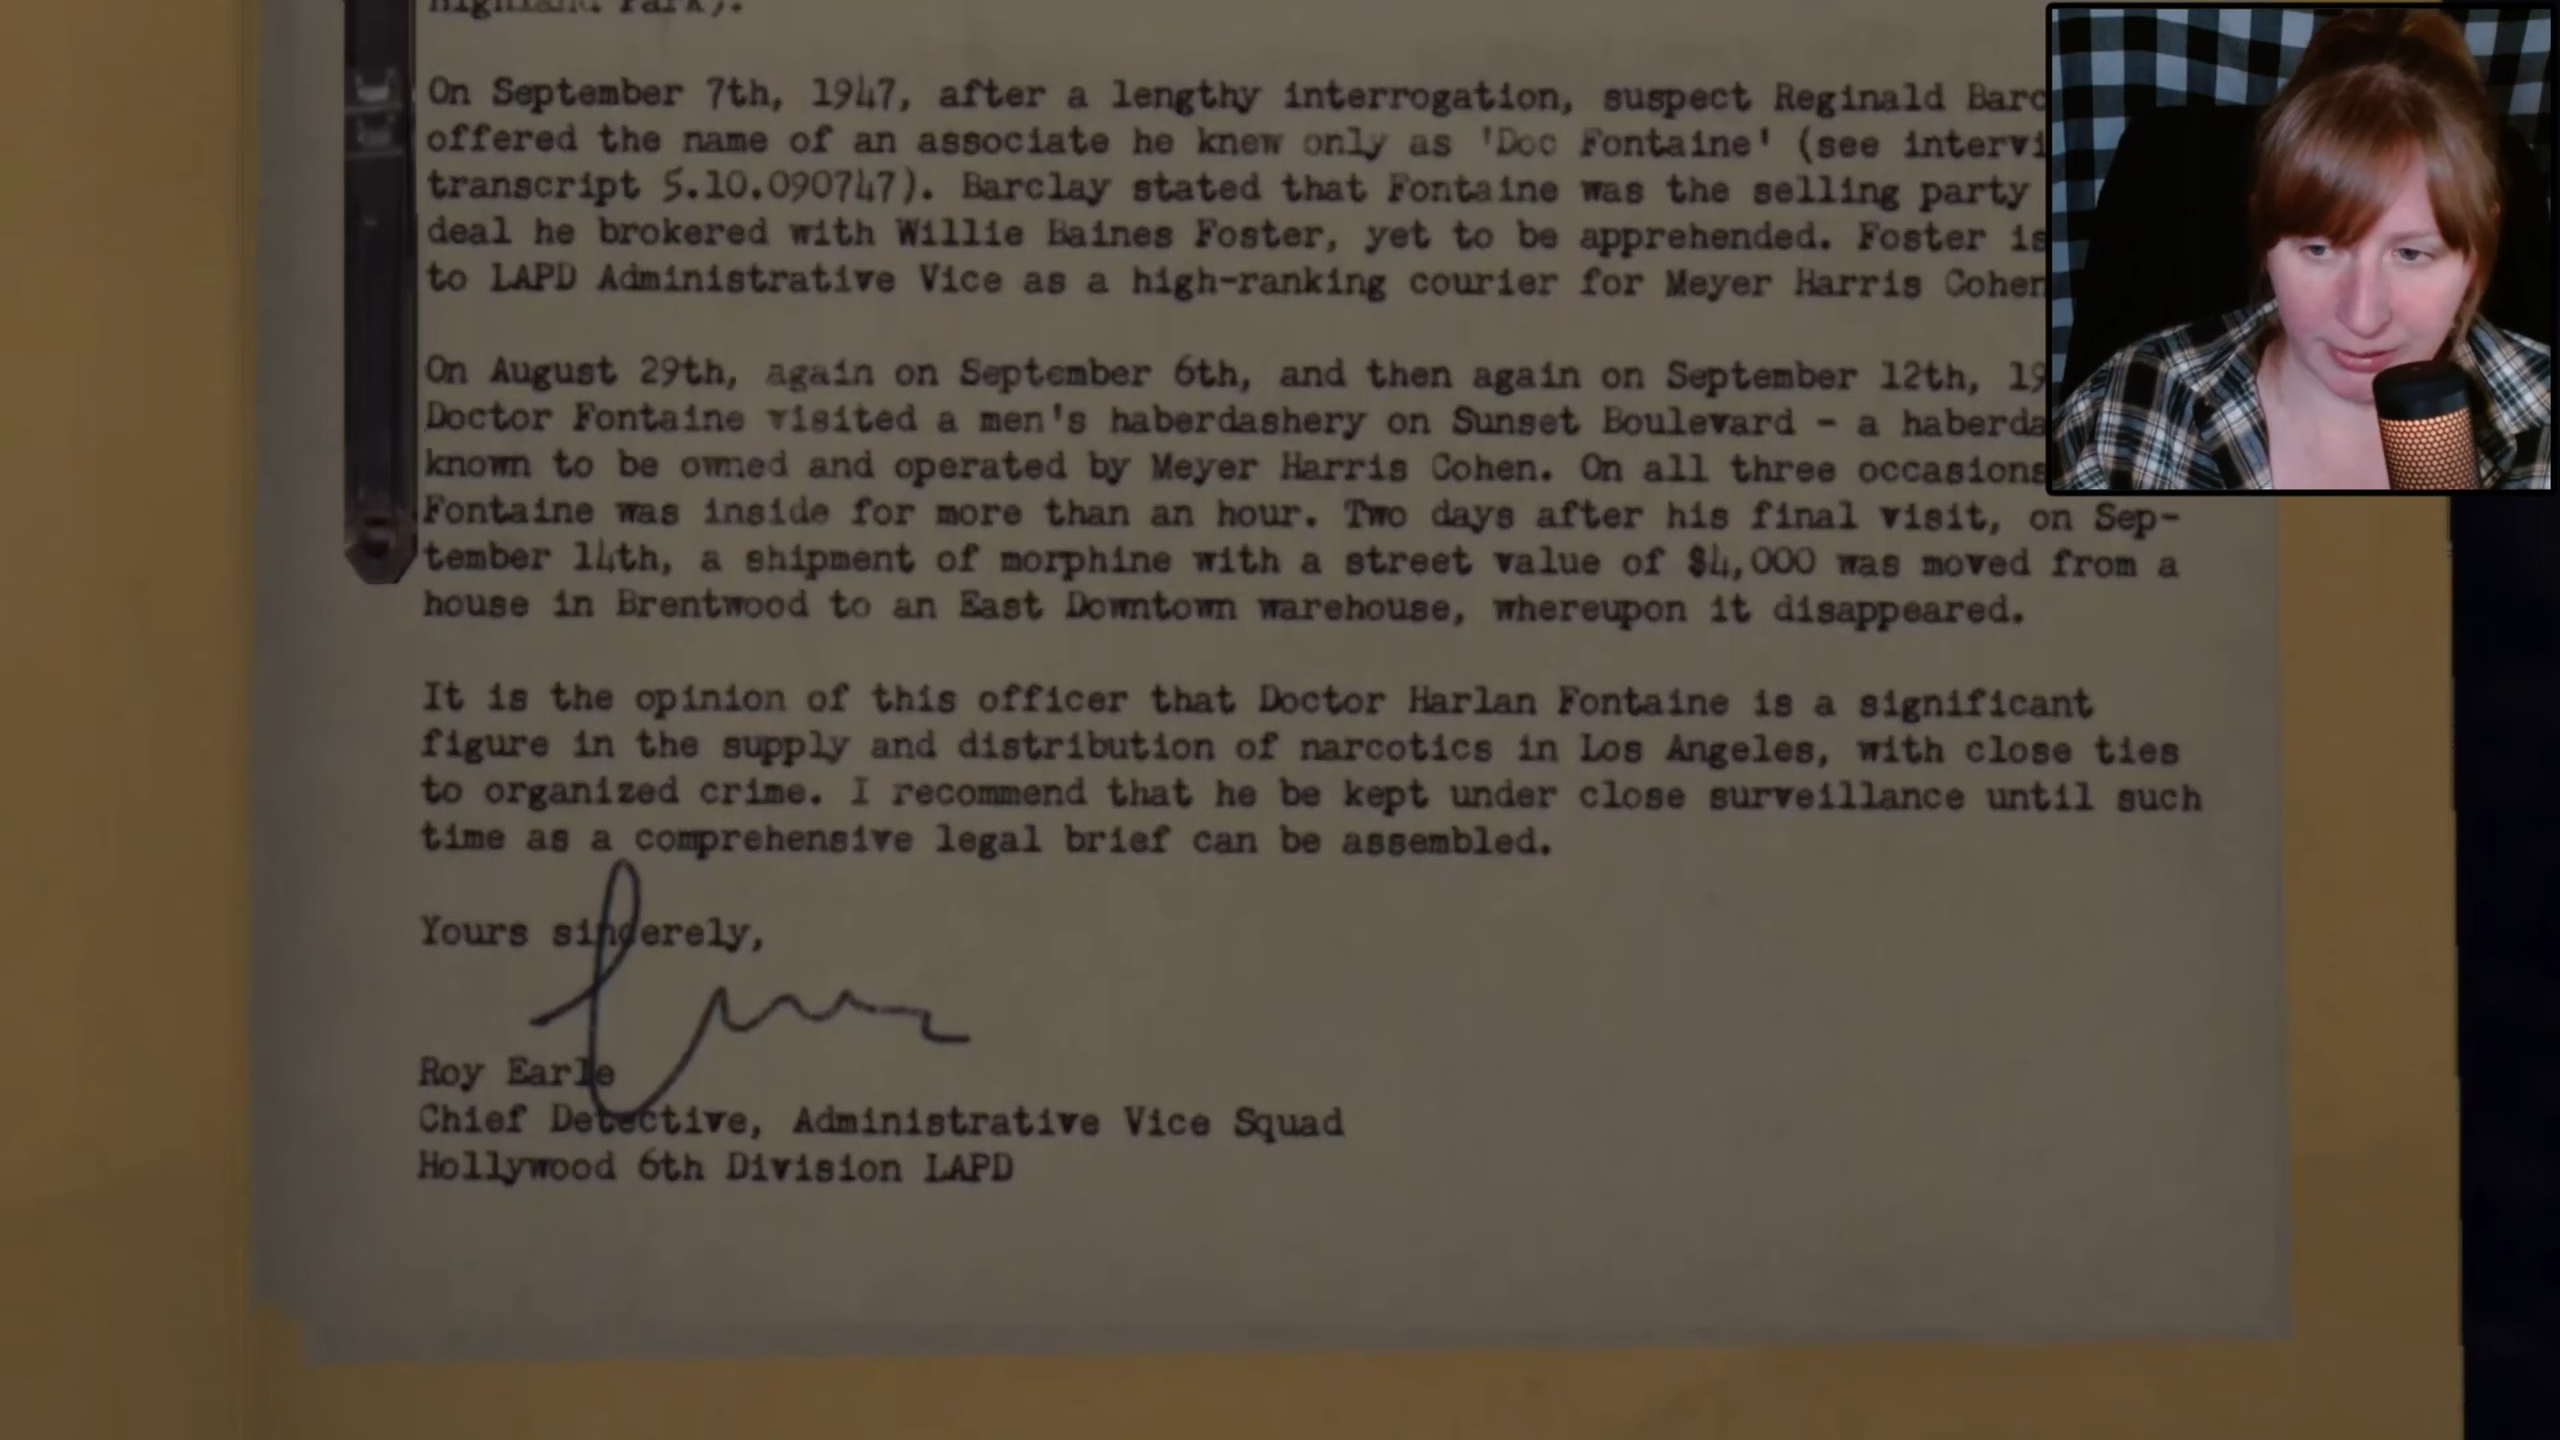 Highland Park).
On September 7th, 1947, after a lengthy interrogation, suspect Reginald
offered the name of an associate he knew only as 'Doc Fontaine' (see
transcript 5.10.090747). Barclay stated that Fontaine was the selling party
deal he brokered with Willie Baines Foster, yet to be apprehended. Foster is
to LAPD Administrative Vice as a high-ranking courier for Meyer Harris Cohen
On August 29th, again on September 6th, and then again on September 12th,
Doctor Fontaine visited a men's haberdashery on Sunset Boulevard - a
known to be owned and operated by Meyer Harris Cohen. On all three occasions
Fontaine was inside for more than an hour. Two days after his final visit, on Sep-
tember 14th, a shipment of morphine with a street value of $4,000 was moved from a
house in Brentwood to an East Downtown warehouse, whereupon it disappeared.
It is the opinion of this officer that Doctor Harlan Fontaine is a significant
figure in the supply and distribution of narcotics in Los Angeles, with close ties
to organized crime. I recommend that he be kept under close surveillance until such
time as a comprehensive legal brief can be assembled.
Yours sincerely,
Roy Earle
Chief Detective, Administrative Vice Squad
Hollywood 6th Division LAPD